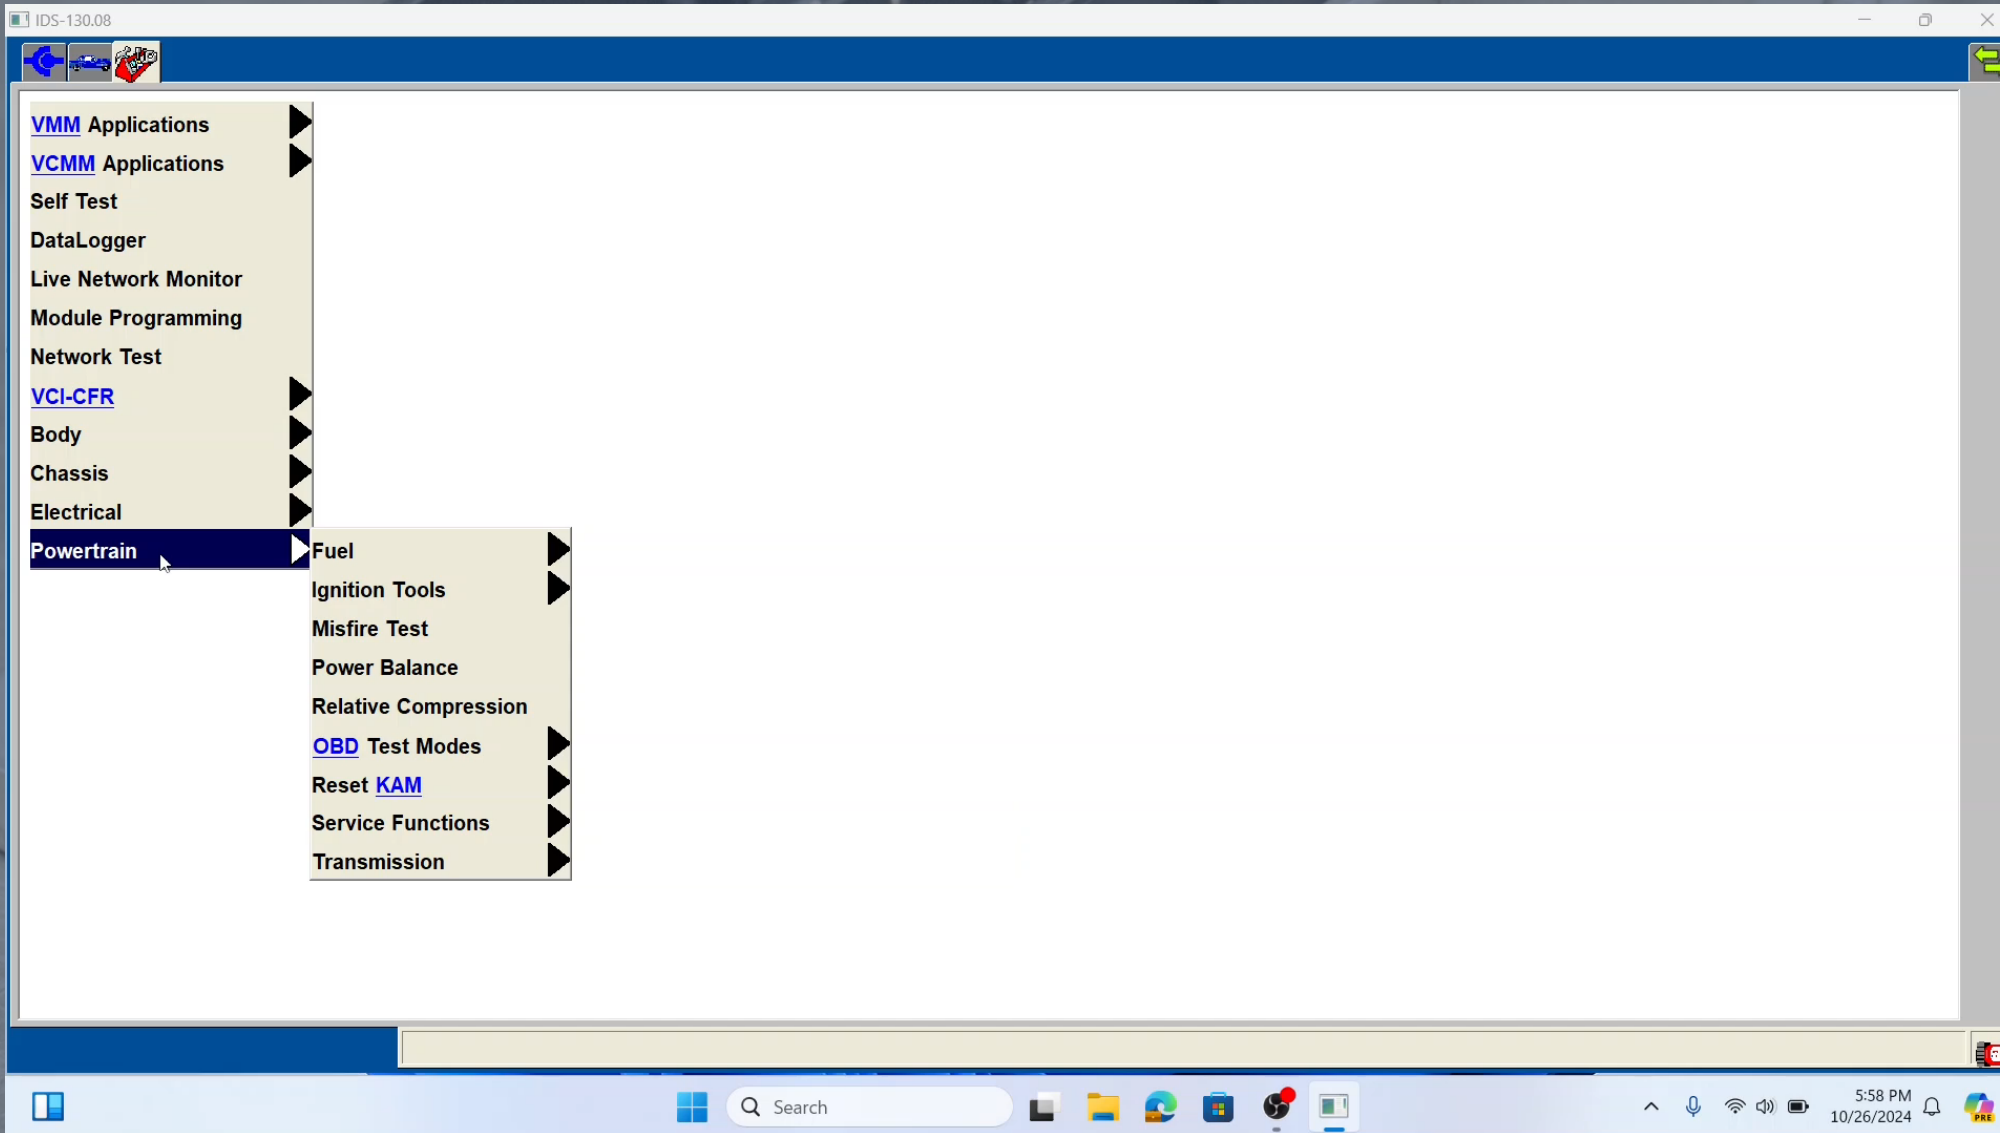 IDS-130.08
VMM Applications
VCMM Applications
Self Test
DataLogger
Live Network Monitor
Module Programming
Network Test
VCI-CFR
Body
Chassis
Electrical
Powertrain
Fuel
Ignition Tools
Misfire Test
Power Balance
Relative Compression
OBD Test Modes
Reset KAM
Service Functions
Transmission
Search
5:58 PM
10/26/2024
PRE